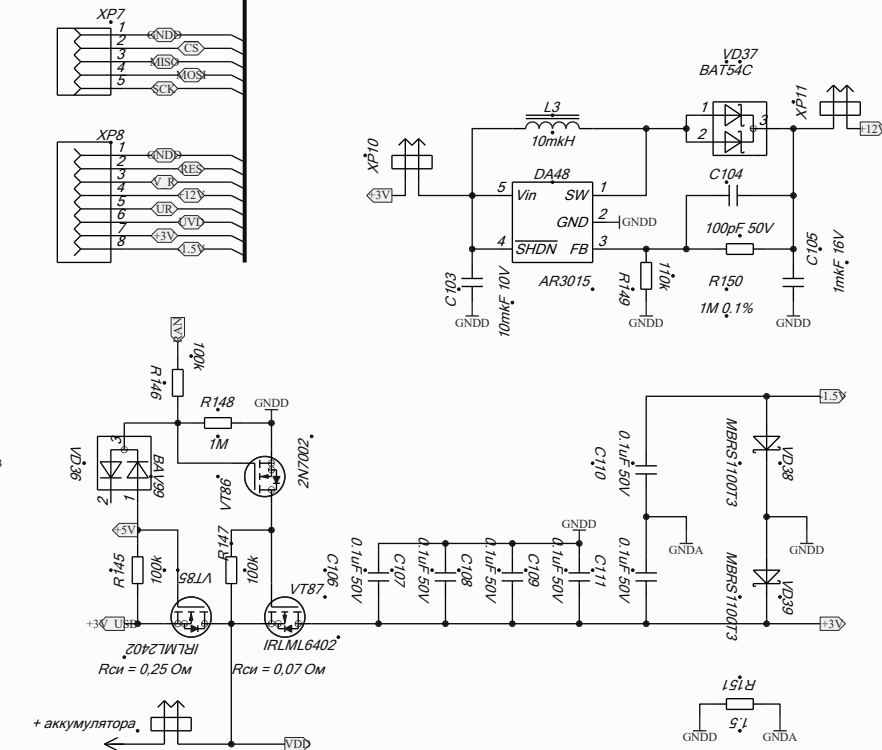 XP7
1 GNDD
2 CS
3 MISO
4 MOSI
5 SCK
XP8
1 GNDD
2 RES
3 V_R
4 -12V
5 UR
6 UVD
7 +3V
8 -1.5V
VD37
BAT54C
1
2
3
XP11
+12V
L3
10mkH
XP10
+3V
DA48
5 Vin SW 1
GND 2 GNDD
4 SHDN FB 3
AR3015
C103
10mkF 10V
GNDD
R149
110k
GNDD
C104
100pF 50V
R150
1M 0.1%
C105
1mkF 16V
GNDD
RAN
R146
100k
R148
1M
GNDD
VD36
BAV99
3
2
1
VT86
2N7002
+5V
R145
100k
VT85
R147
100k
VT87
+3V_USB
IRLML2402
IRLML6402
Rси = 0,25 Ом
Rси = 0,07 Ом
+ аккумулятора
VDD
C106
0.1uF 50V
C107
0.1uF 50V
C108
0.1uF 50V
C109
0.1uF 50V
C111
0.1uF 50V
GNDD
C110
0.1uF 50V
GNDA
GNDD
MBRS1100T3
VD38
MBRS1100T3
VD39
-1.5V
+3V
R151
1.5
GNDD
GNDA